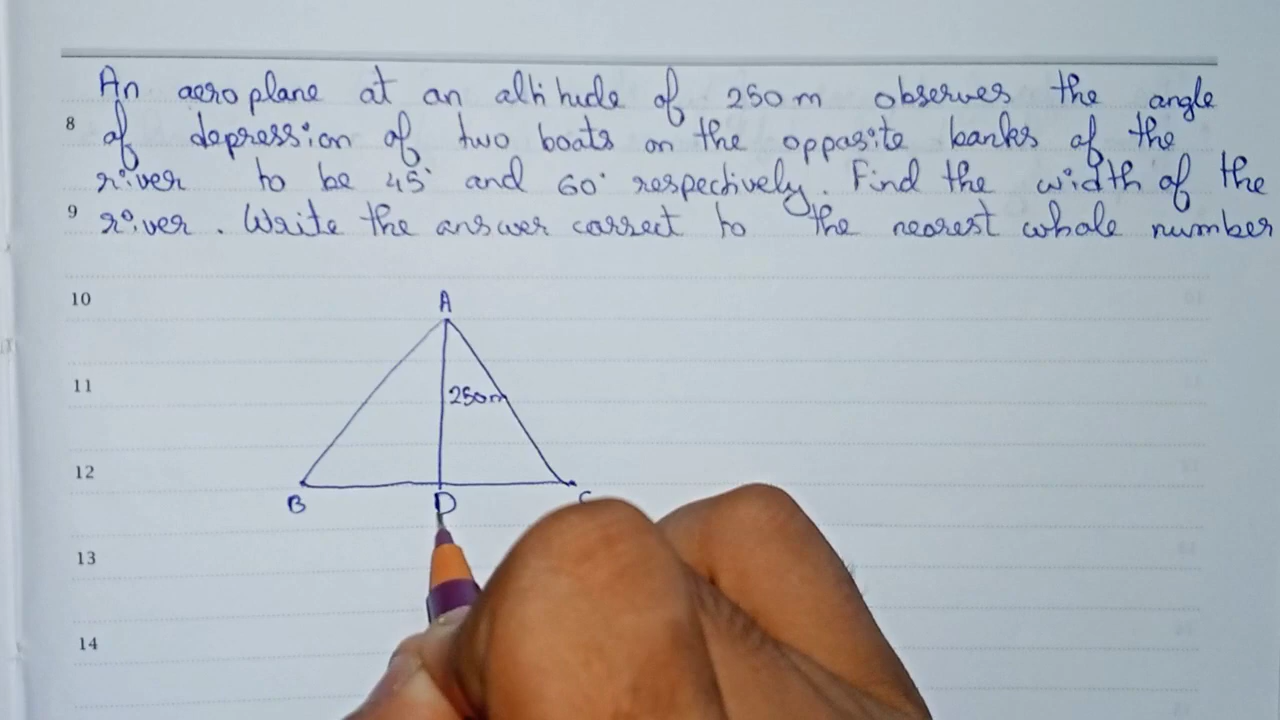 An aeroplane at an altitude of 250m observes the angle
8
of depression of two boats on the opposite banks of the
river to be 45° and 60° respectively. Find the width of the
9
river. Write the answer correct to the nearest whole number
10
A
11
250m
12
B
D
C
13
14